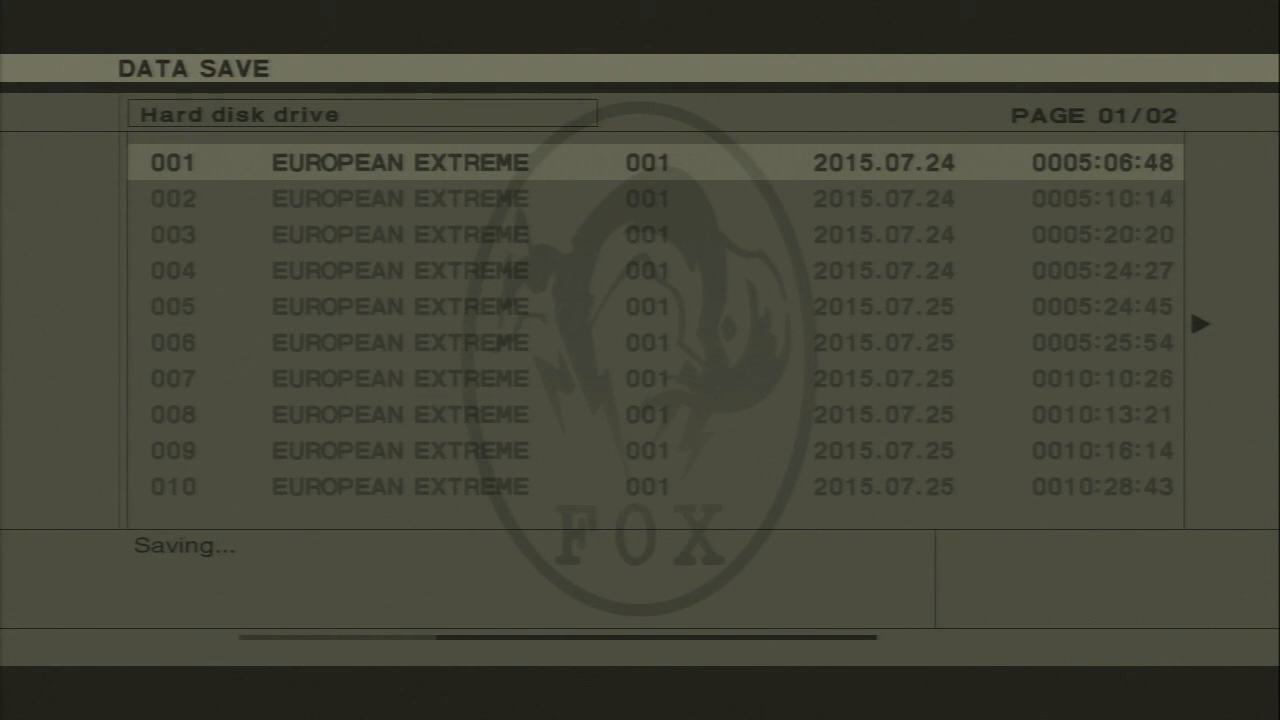 DATA SAVE
Hard disk drive PAGE 01/02
001 EUROPEAN EXTREME 001 2015.07.24 0005:06:48
002 EUROPEAN EXTREME 001 2015.07.24 0005:10:14
003 EUROPEAN EXTREME 001 2015.07.24 0005:20:20
004 EUROPEAN EXTREME 001 2015.07.24 0005:24:27
005 EUROPEAN EXTREME 001 2015.07.25 0005:24:45
006 EUROPEAN EXTREME 001 2015.07.25 0005:25:54
007 EUROPEAN EXTREME 001 2015.07.25 0010:10:26
008 EUROPEAN EXTREME 001 2015.07.25 0010:13:21
009 EUROPEAN EXTREME 001 2015.07.25 0010:16:14
010 EUROPEAN EXTREME 001 2015.07.25 0010:28:43
FOX
Saving...